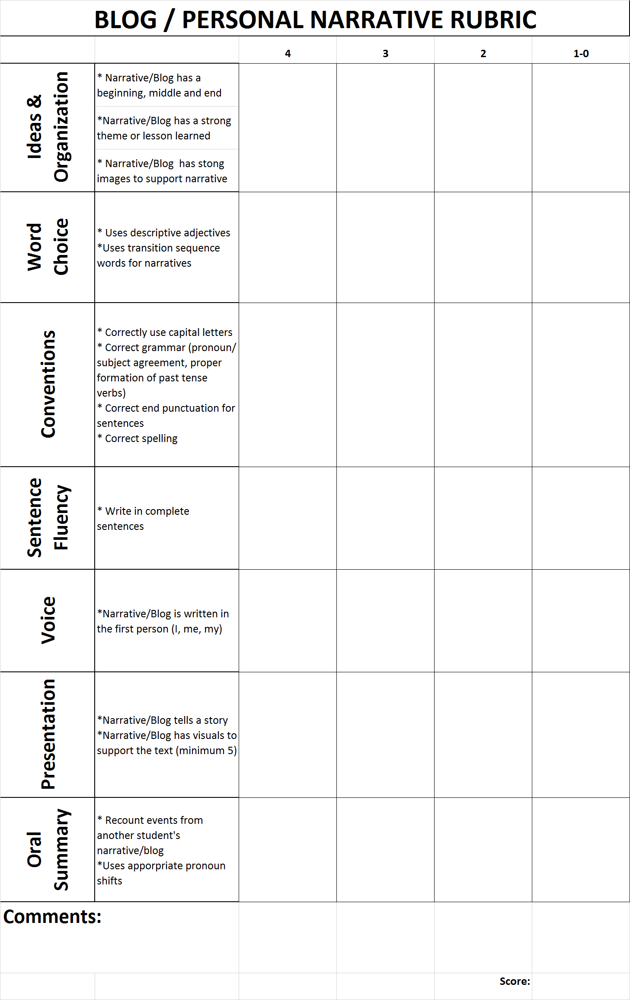 BLOG / PERSONAL NARRATIVE RUBRIC
4 3 2 1-0
Ideas &
Organization
* Narrative/Blog has a
beginning, middle and end
*Narrative/Blog has a strong
theme or lesson learned
* Narrative/Blog  has stong
images to support narrative
Word
Choice
* Uses descriptive adjectives
*Uses transition sequence
words for narratives
Conventions
* Correctly use capital letters
* Correct grammar (pronoun/
subject agreement, proper
formation of past tense
verbs)
* Correct end punctuation for
sentences
* Correct spelling
Sentence
Fluency
* Write in complete
sentences
Voice
*Narrative/Blog is written in
the first person (I, me, my)
Presentation
*Narrative/Blog tells a story
*Narrative/Blog has visuals to
support the text (minimum 5)
Oral
Summary
* Recount events from
another student's
narrative/blog
*Uses apporpriate pronoun
shifts
Comments:
Score: